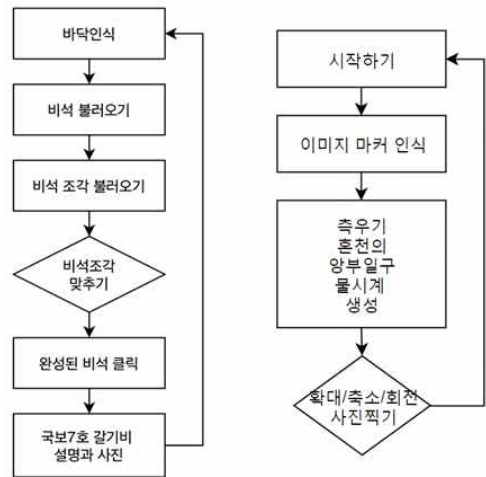 바닥인식
비석 불러오기
비석 조각 불러오기
비석조각
맞추기
완성된 비석 클릭
국보7호 갈기비
설명과 사진
시작하기
이미지 마커 인식
측우기
혼천의
앙부일구
물시계
생성
확대/축소/회전
사진찍기